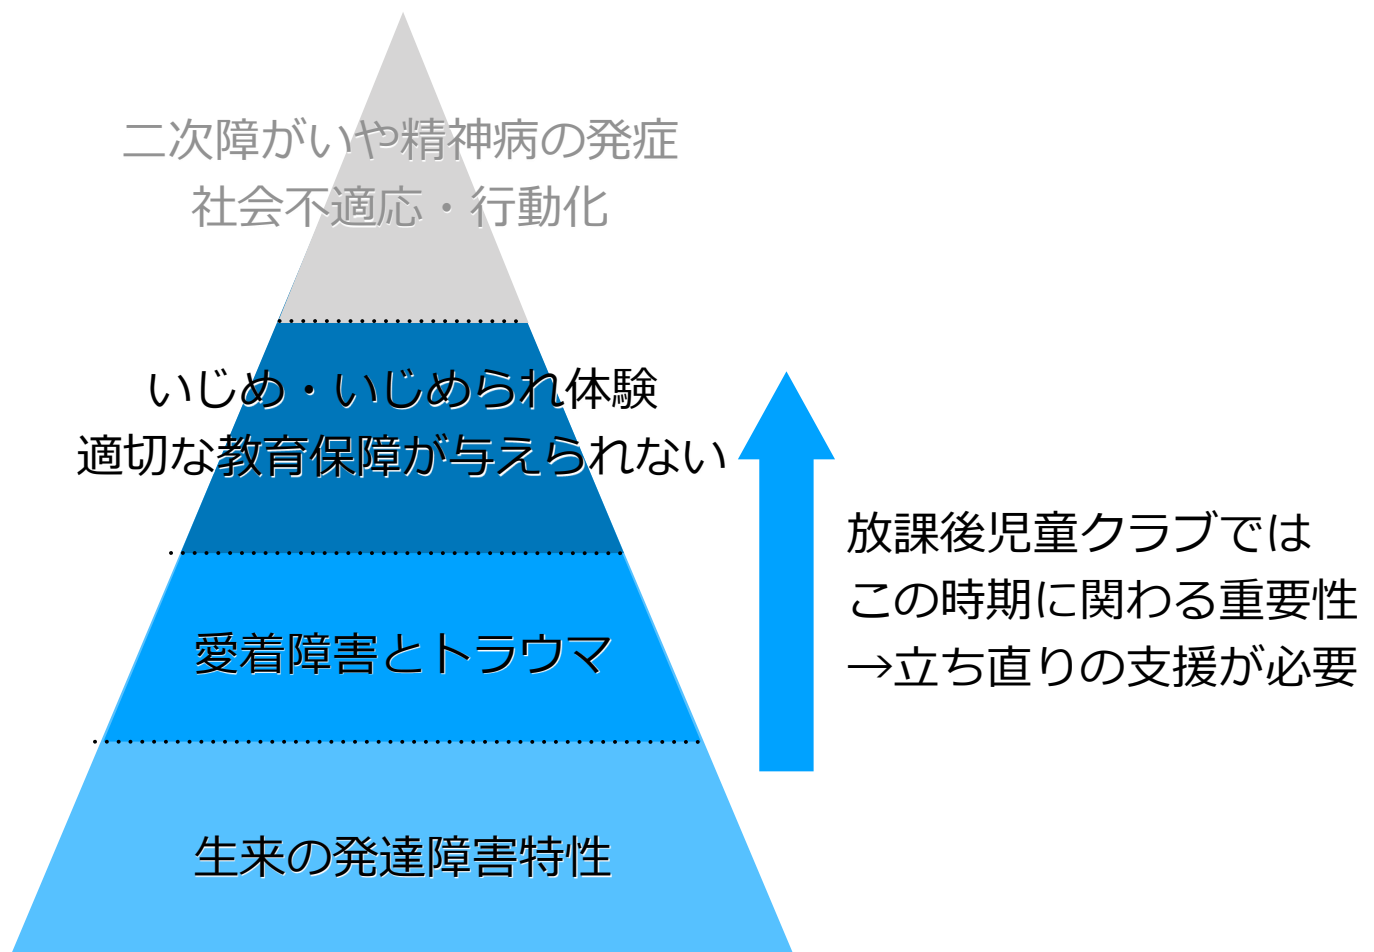 二次障がいや精神病の発症
社会不適応・行動化
いじめ・いじめられ体験
適切な教育保障が与えられない
放課後児童クラブでは
この時期に関わる重要性
→立ち直りの支援が必要
愛着障害とトラウマ
生来の発達障害特性